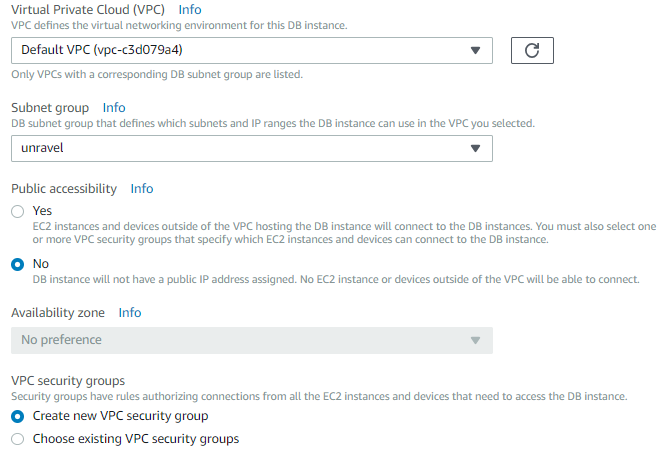 Virtual Private Cloud (VPC) Info
VPC defines the virtual networking environment for this DB instance.
Default VPC (vpc-c3d079a4)
Only VPCs with a corresponding DB subnet group are listed.
Subnet group Info
DB subnet group that defines which subnets and IP ranges the DB instance can use in the VPC you selected.
unravel
Public accessibility Info
Yes
EC2 instances and devices outside of the VPC hosting the DB instance will connect to the DB instances. You must also select one
or more VPC security groups that specify which EC2 instances and devices can connect to the DB instance.
No
DB instance will not have a public IP address assigned. No EC2 instance or devices outside of the VPC will be able to connect.
Availability zone Info
No preference
VPC security groups
Security groups have rules authorizing connections from all the EC2 instances and devices that need to access the DB instance.
Create new VPC security group
Choose existing VPC security groups